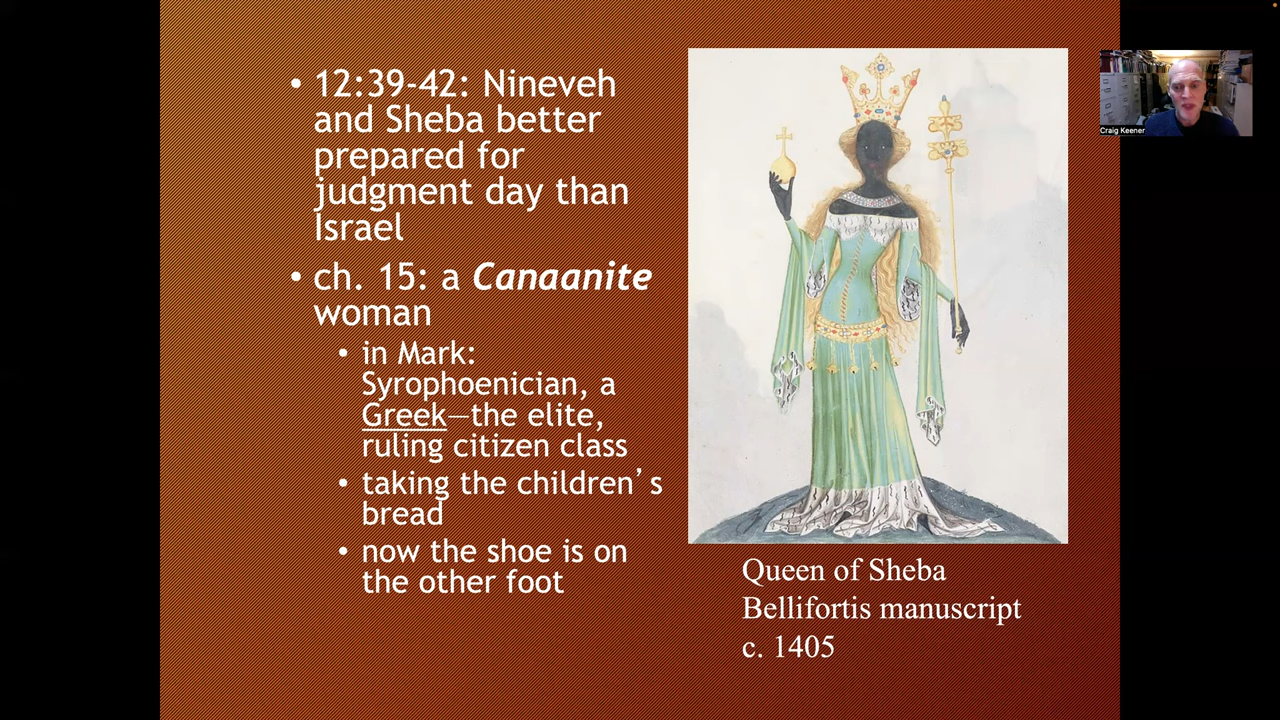 • 12:39-42: Nineveh
and Sheba better
prepared for
judgment day than
Israel
• ch. 15: a Canaanite
woman
• in Mark:
Syrophoenician, a
Greek—the elite,
ruling citizen class
• taking the children’s
bread
• now the shoe is on
the other foot
Queen of Sheba
Bellifortis manuscript
c. 1405
Craig Keener